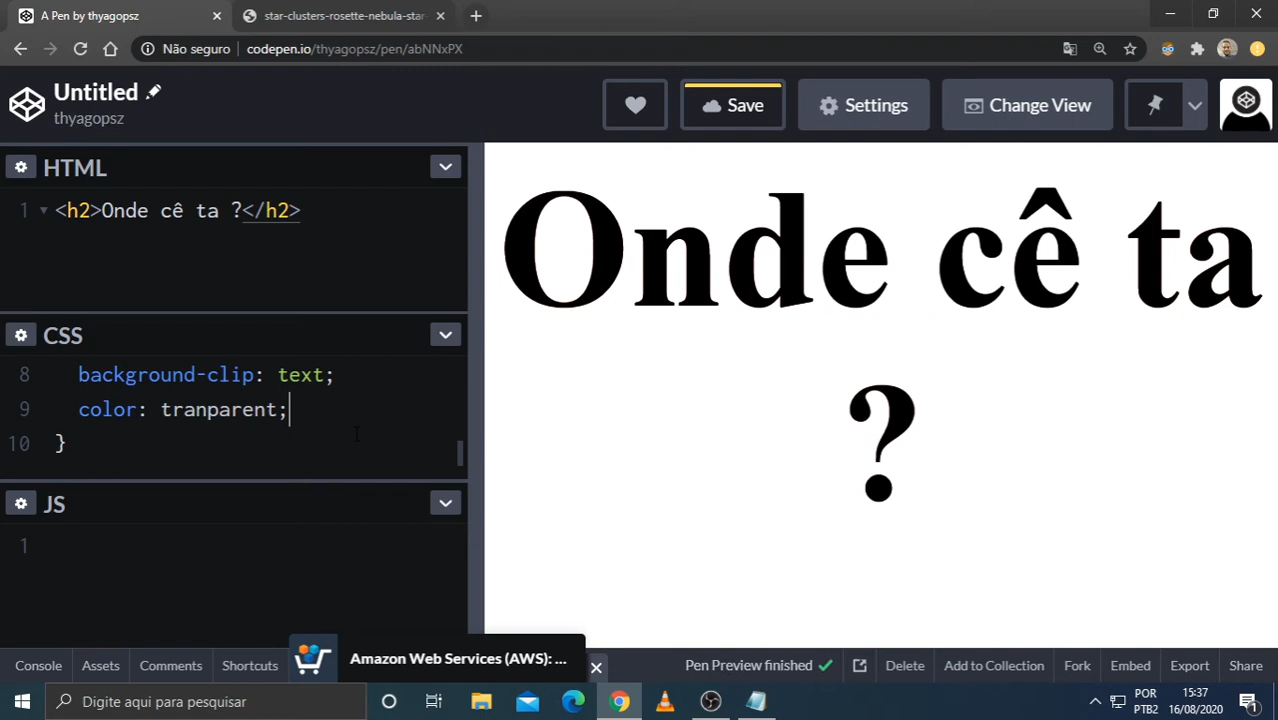 A Pen by thyagopsz
star-clusters-rosette-nebula-star-
Não seguro
codepen.io/thyagopsz/pen/abNNxPX
Untitled
thyagopsz
Save
Settings
Change View
HTML
1 <h2>Onde cê ta ?</h2>
CSS
8 background-clip: text;
9 color: tranparent;
10 }
JS
1
Onde cê ta
?
Amazon Web Services (AWS): ...
Console
Assets
Comments
Shortcuts
Pen Preview finished
Delete
Add to Collection
Fork
Embed
Export
Share
Digite aqui para pesquisar
POR
PTB2
15:37
16/08/2020
1